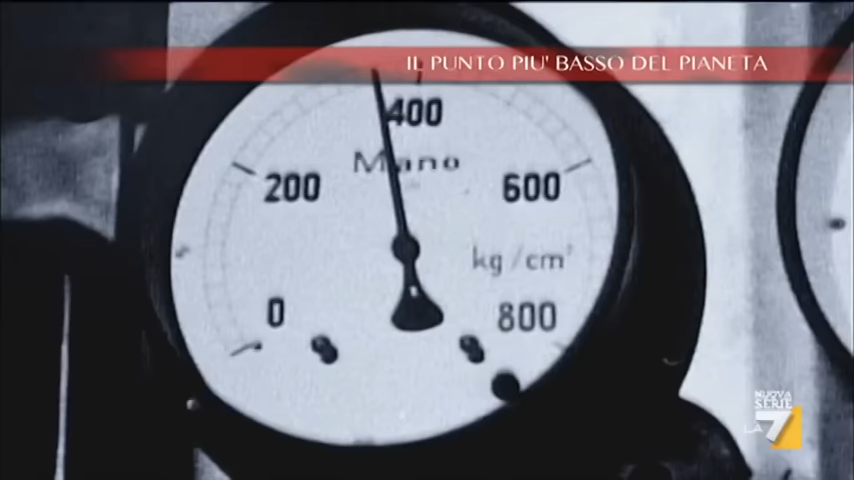 IL PUNTO PIU' BASSO DEL PIANETA
400
Mano
200
600
kg/cm²
0
800
NUOVA
SERIE
LA7